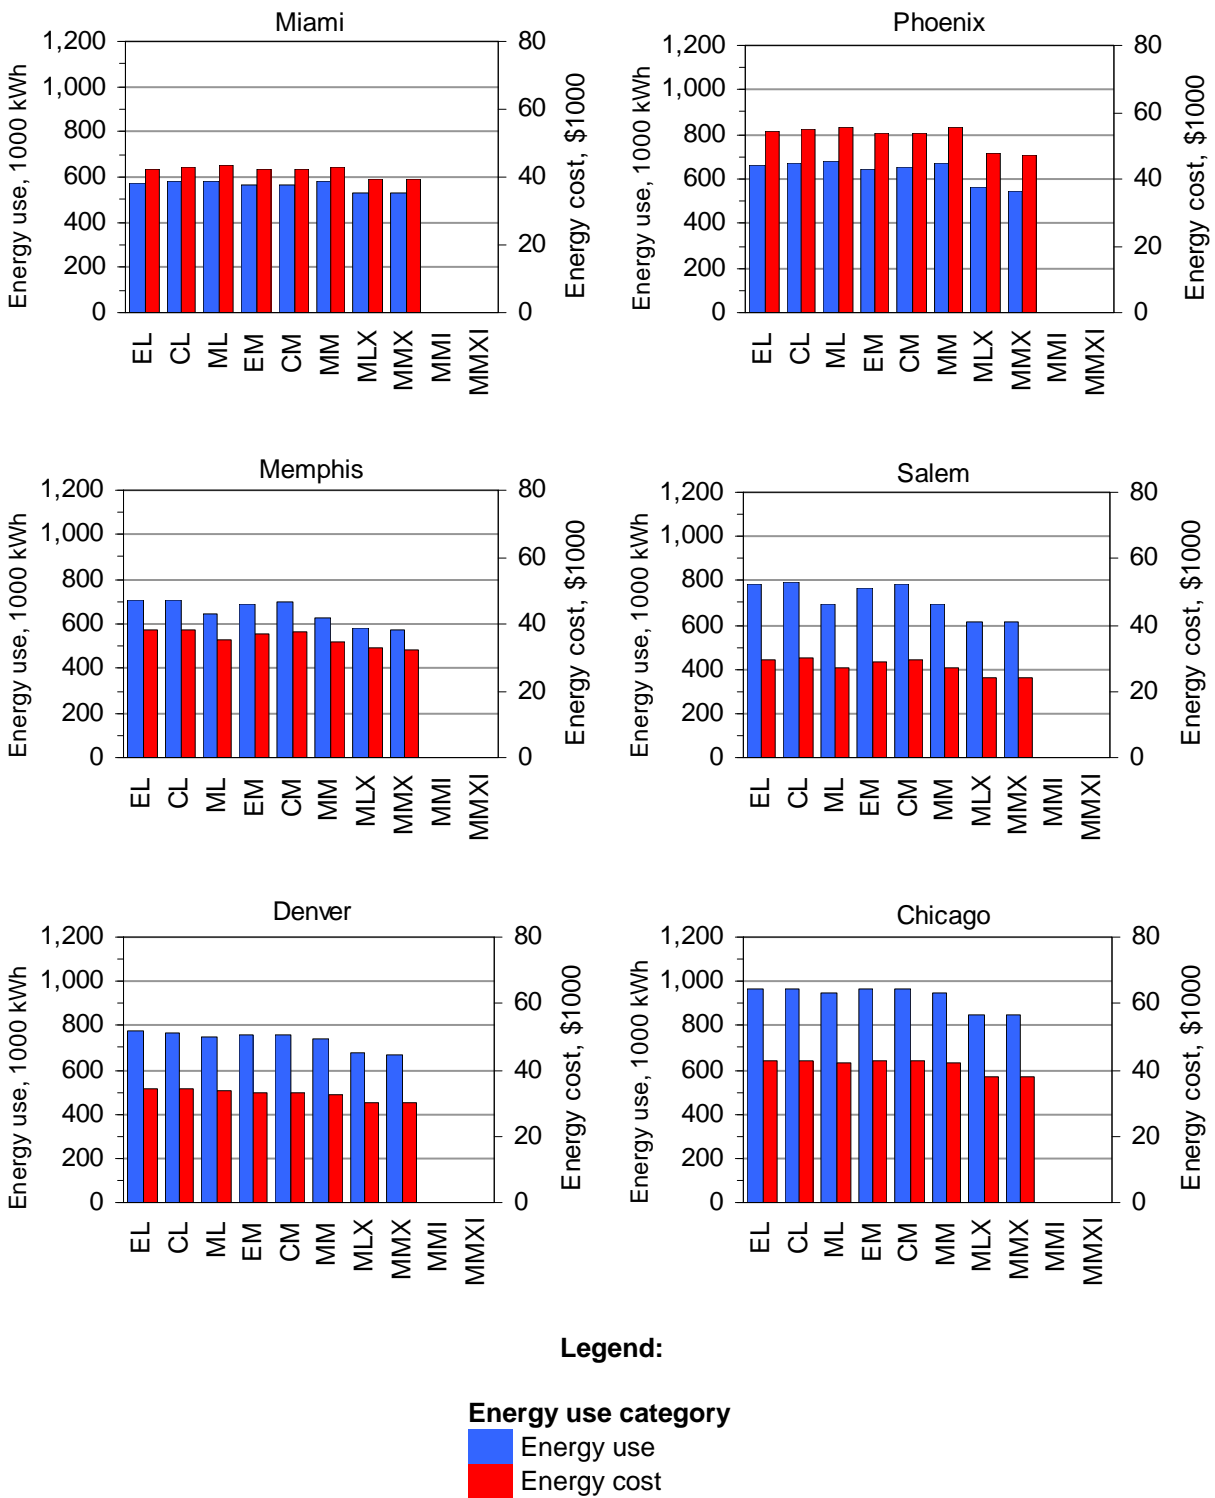 Miami
1,200
1,000
800
600
400
200
0
Energy use, 1000 kWh
80
60
40
20
0
Energy cost, $1000
EL CL ML EM CM MM MLX MMX MMI MMXI
Phoenix
1,200
1,000
800
600
400
200
0
Energy use, 1000 kWh
80
60
40
20
0
Energy cost, $1000
EL CL ML EM CM MM MLX MMX MMI MMXI
Memphis
1,200
1,000
800
600
400
200
0
Energy use, 1000 kWh
80
60
40
20
0
Energy cost, $1000
EL CL ML EM CM MM MLX MMX MMI MMXI
Salem
1,200
1,000
800
600
400
200
0
Energy use, 1000 kWh
80
60
40
20
0
Energy cost, $1000
EL CL ML EM CM MM MLX MMX MMI MMXI
Denver
1,200
1,000
800
600
400
200
0
Energy use, 1000 kWh
80
60
40
20
0
Energy cost, $1000
EL CL ML EM CM MM MLX MMX MMI MMXI
Chicago
1,200
1,000
800
600
400
200
0
Energy use, 1000 kWh
80
60
40
20
0
Energy cost, $1000
EL CL ML EM CM MM MLX MMX MMI MMXI
Legend:
Energy use category
Energy use
Energy cost